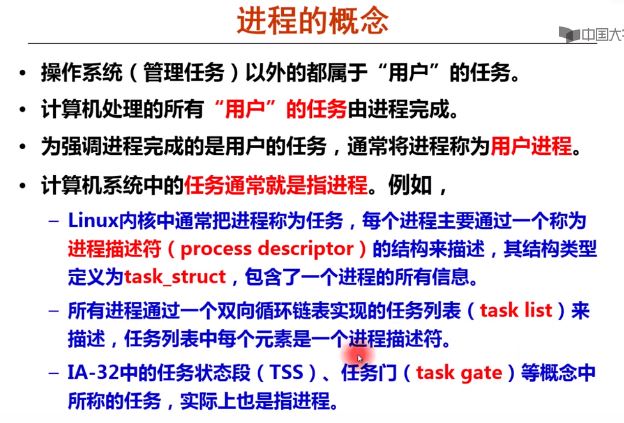 进程的概念
中国大
• 操作系统（管理任务）以外的都属于“用户”的任务。
• 计算机处理的所有“用户”的任务由进程完成。
• 为强调进程完成的是用户的任务，通常将进程称为用户进程。
• 计算机系统中的任务通常就是指进程。例如，
– Linux内核中通常把进程称为任务，每个进程主要通过一个称为
进程描述符（process descriptor）的结构来描述，其结构类型
定义为task_struct，包含了一个进程的所有信息。
– 所有进程通过一个双向循环链表实现的任务列表（task list）来
描述，任务列表中每个元素是一个进程描述符。
– IA-32中的任务状态段（TSS）、任务门（task gate）等概念中
所称的任务，实际上也是指进程。